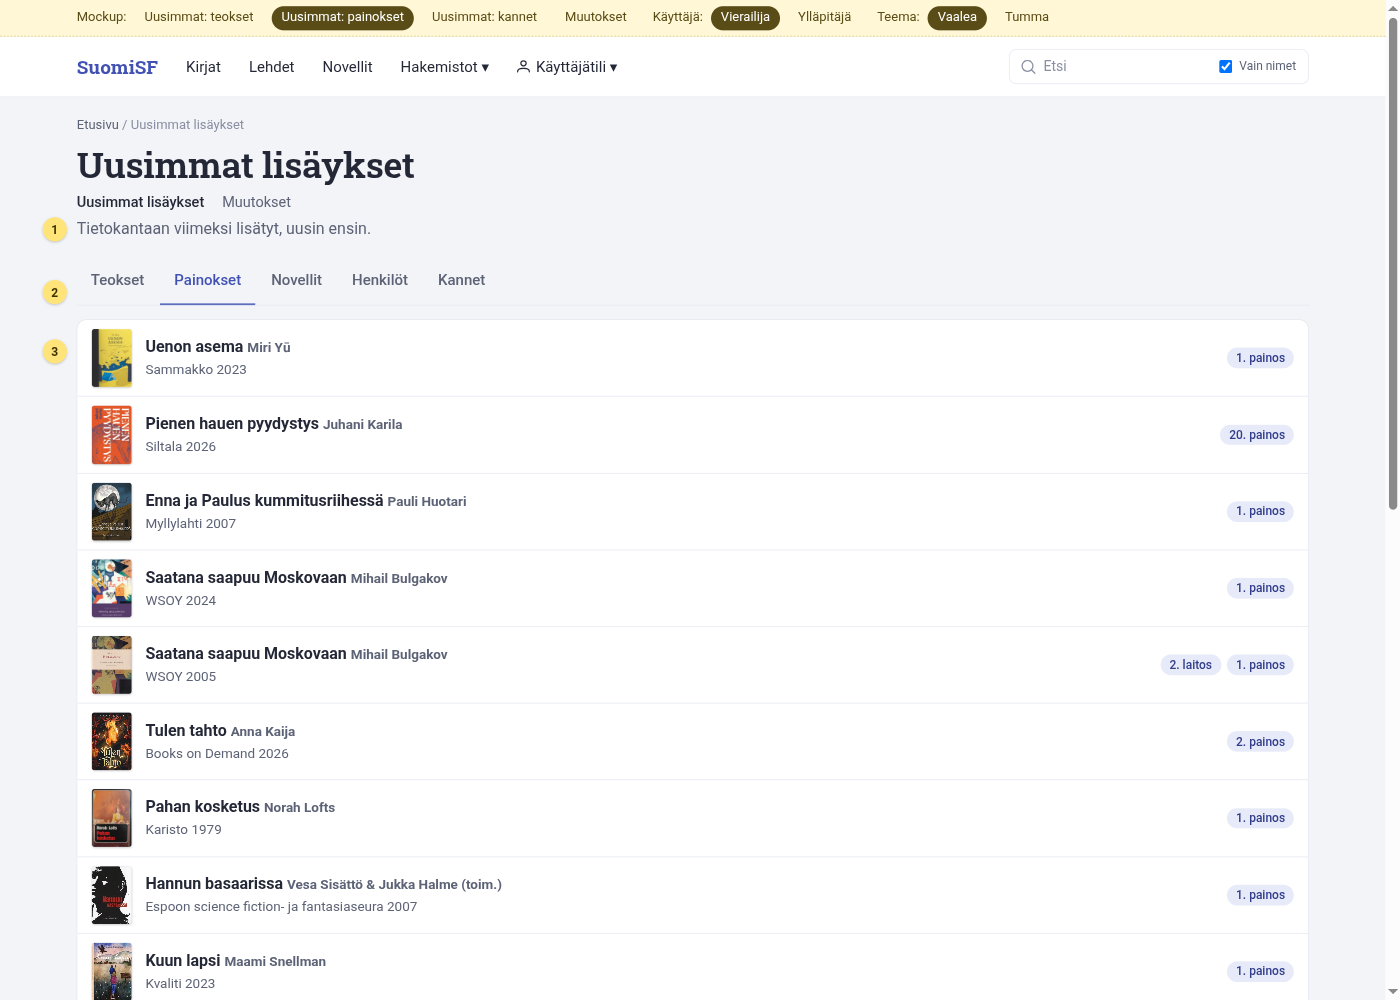 Mockup: Uusimmat: teokset Uusimmat: painokset Uusimmat: kannet Muutokset Käyttäjä: Vierailija Ylläpitäjä Teema: Vaalea Tumma
SuomiSF Kirjat Lehdet Novellit Hakemistot ▾ Käyttäjätili ▾ Etsi Vain nimet
Etusivu / Uusimmat lisäykset
Uusimmat lisäykset
Uusimmat lisäykset Muutokset
1 Tietokantaan viimeksi lisätyt, uusin ensin.
2 Teokset Painokset Novellit Henkilöt Kannet
3 Uenon asema Miri Yū
Sammakko 2023
1. painos
Pienen hauen pyydystys Juhani Karila
Siltala 2026
20. painos
Enna ja Paulus kummitusriihessä Pauli Huotari
Myllylahti 2007
1. painos
Saatana saapuu Moskovaan Mihail Bulgakov
WSOY 2024
1. painos
Saatana saapuu Moskovaan Mihail Bulgakov
WSOY 2005
2. laitos 1. painos
Tulen tahto Anna Kaija
Books on Demand 2026
2. painos
Pahan kosketus Norah Lofts
Karisto 1979
1. painos
Hannun basaarissa Vesa Sisättö & Jukka Halme (toim.)
Espoon science fiction- ja fantasiaseura 2007
1. painos
Kuun lapsi Maami Snellman
Kvaliti 2023
1. painos